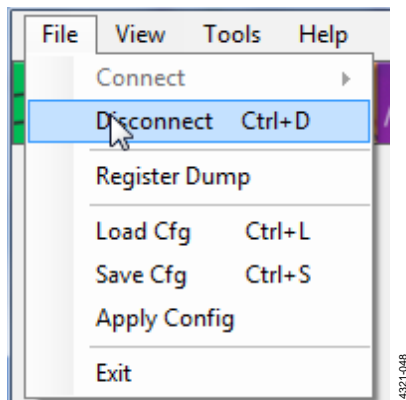 File View Tools Help
Connect
Disconnect Ctrl+D
Register Dump
Load Cfg Ctrl+L
Save Cfg Ctrl+S
Apply Config
Exit
4321-048